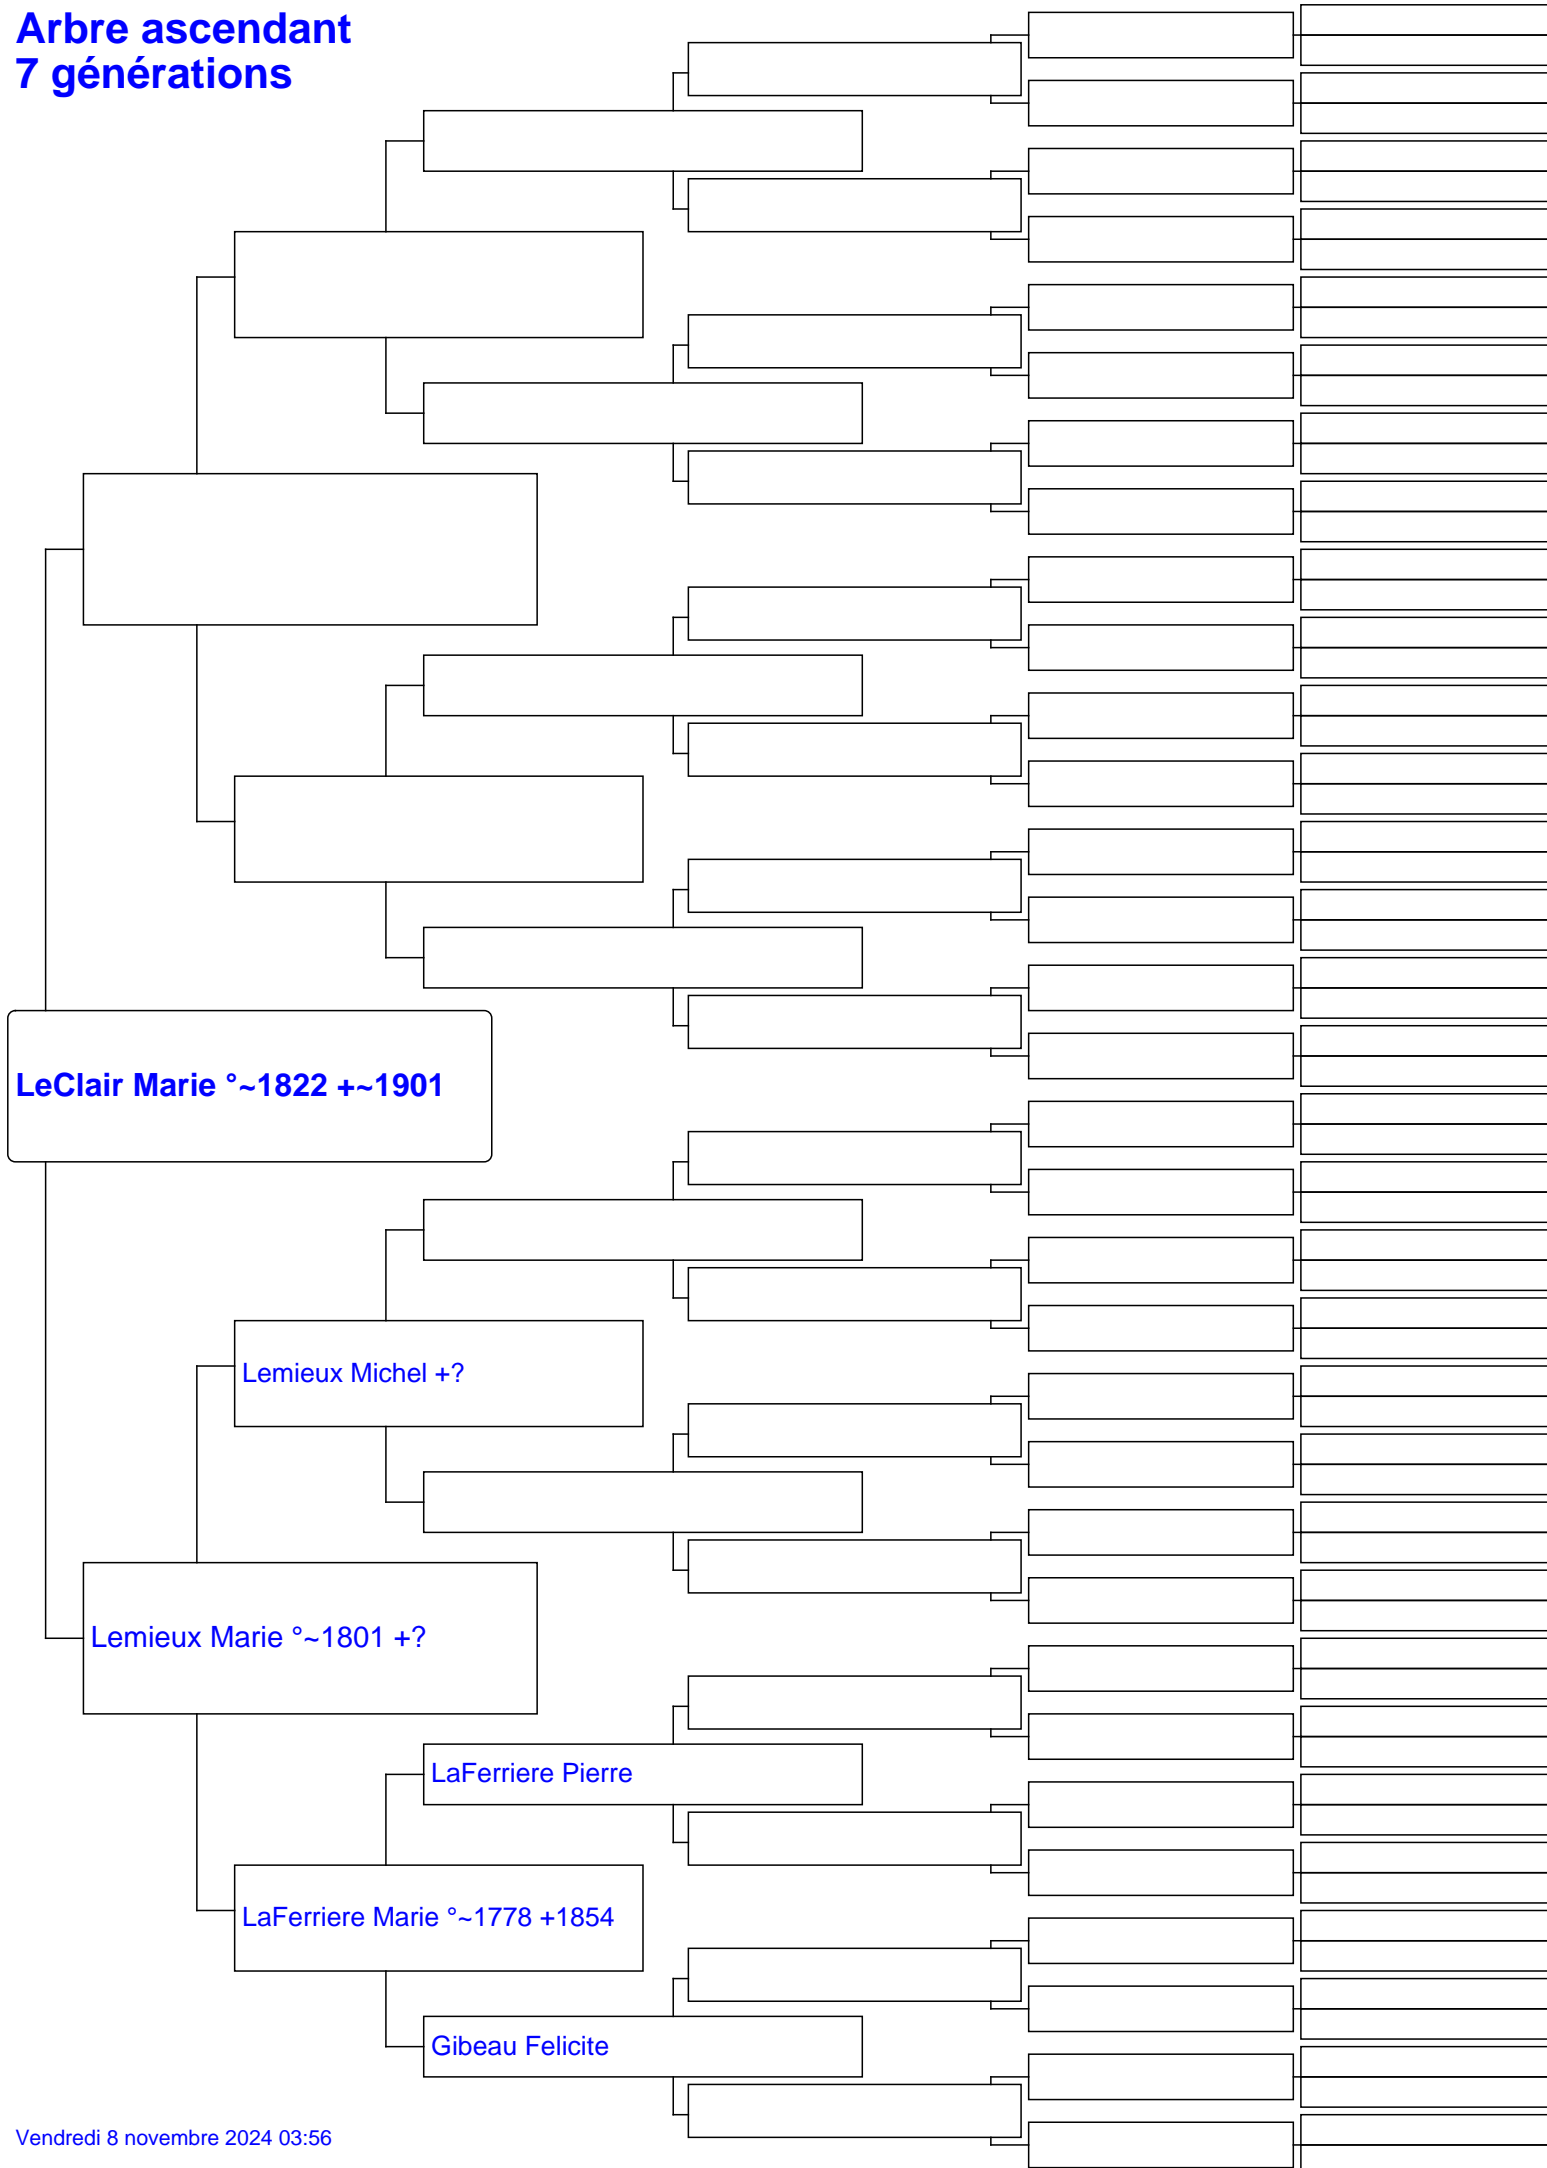 Arbre ascendant
7 générations
LeClair Marie °~1822 +~1901
Lemieux Michel +?
Lemieux Marie °~1801 +?
LaFerriere Pierre
LaFerriere Marie °~1778 +1854
Gibeau Felicite
Vendredi 8 novembre 2024 03:56